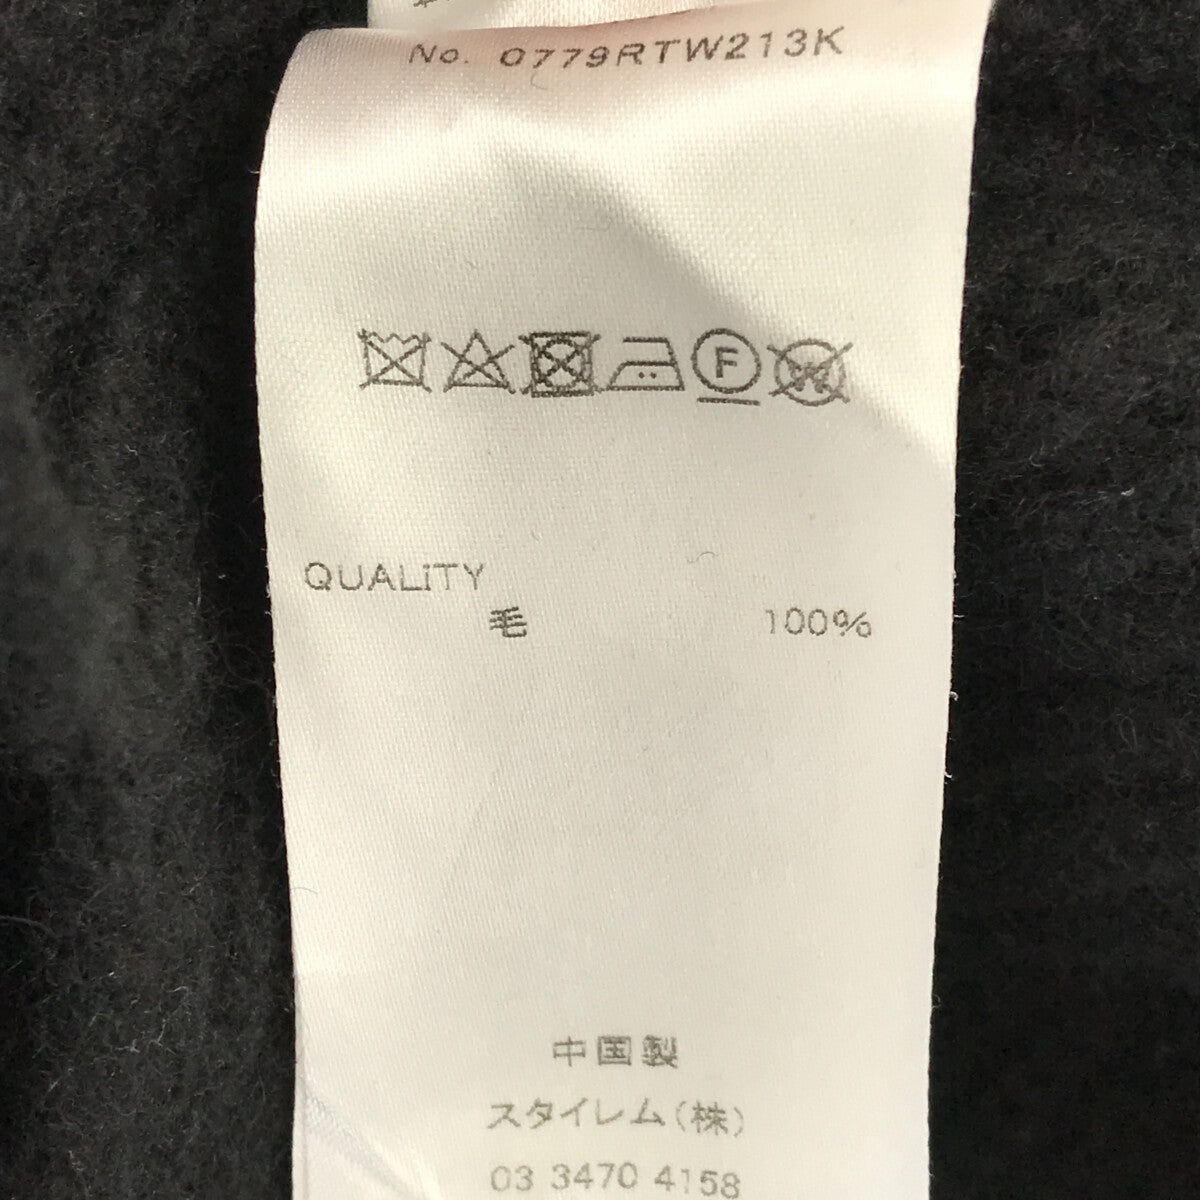 No. 0779RTW213K
F W
QUALiTY
毛 100%
中国製
スタイレム(株)
03 3470 4158